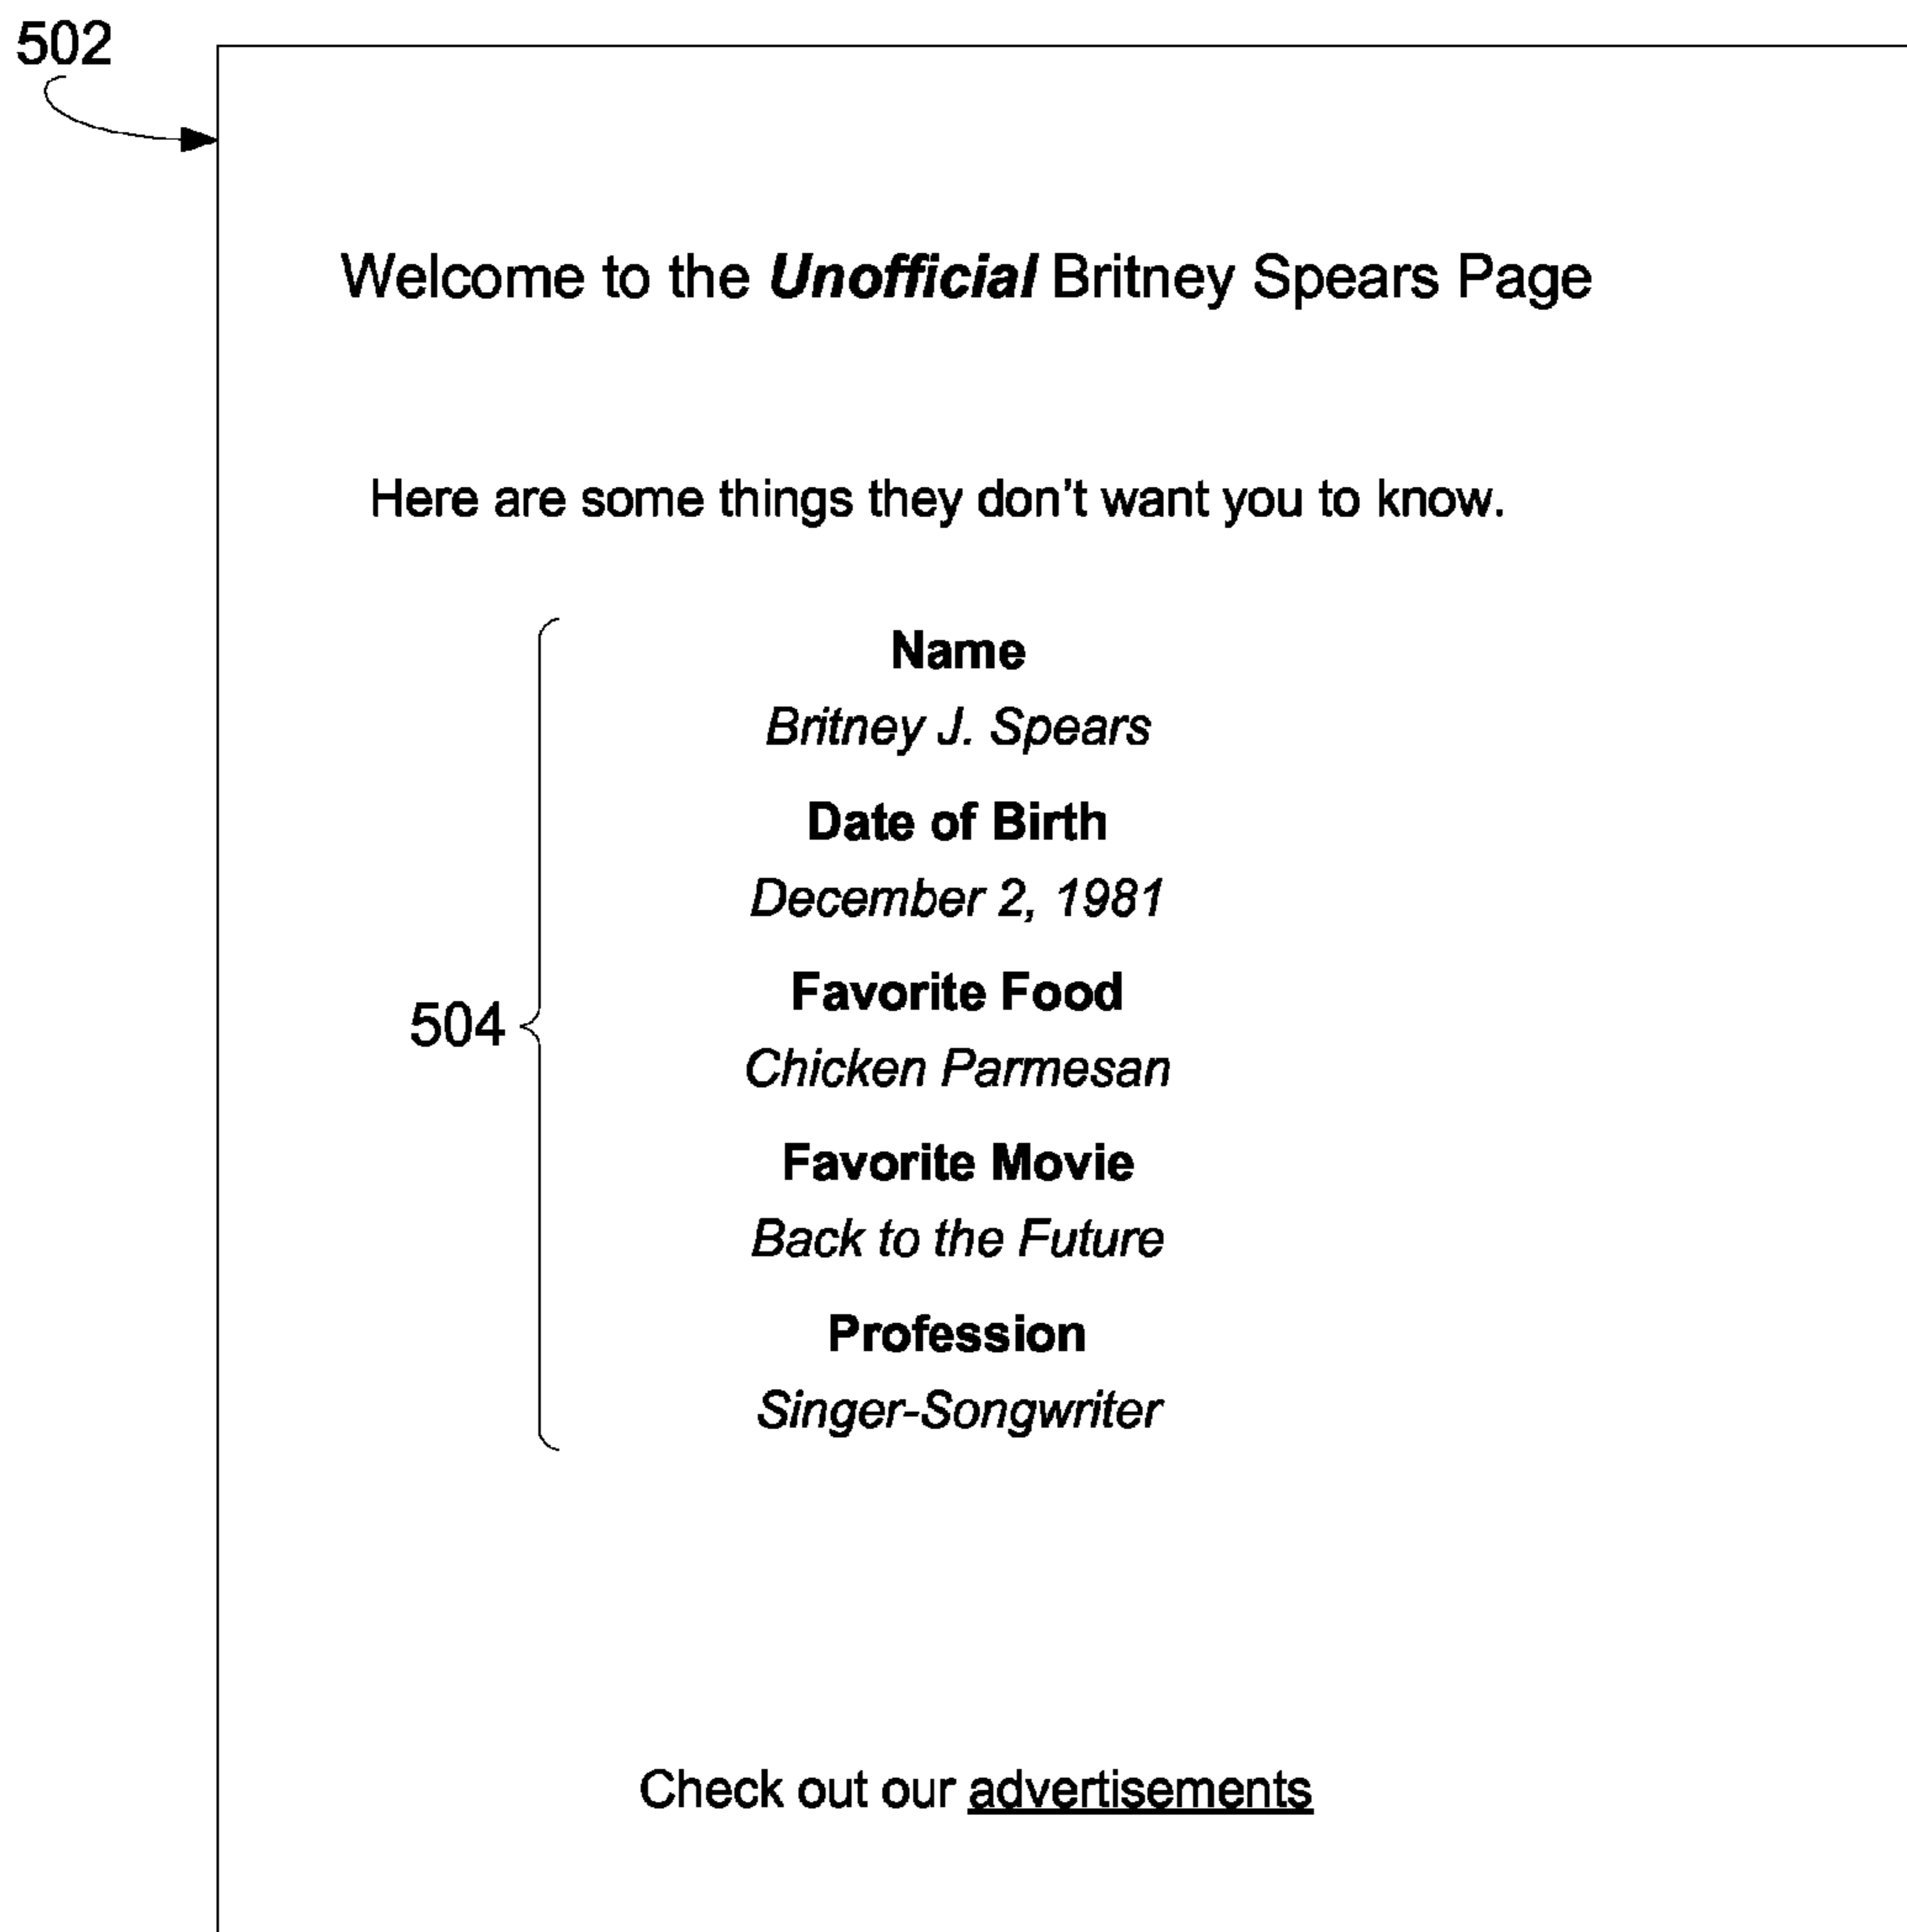 502
Welcome to the Unofficial Britney Spears Page
Here are some things they don't want you to know.
Name
Britney J. Spears
Date of Birth
December 2, 1981
Favorite Food
504
Chicken Parmesan
Favorite Movie
Back to the Future
Profession
Singer-Songwriter
Check out our advertisements